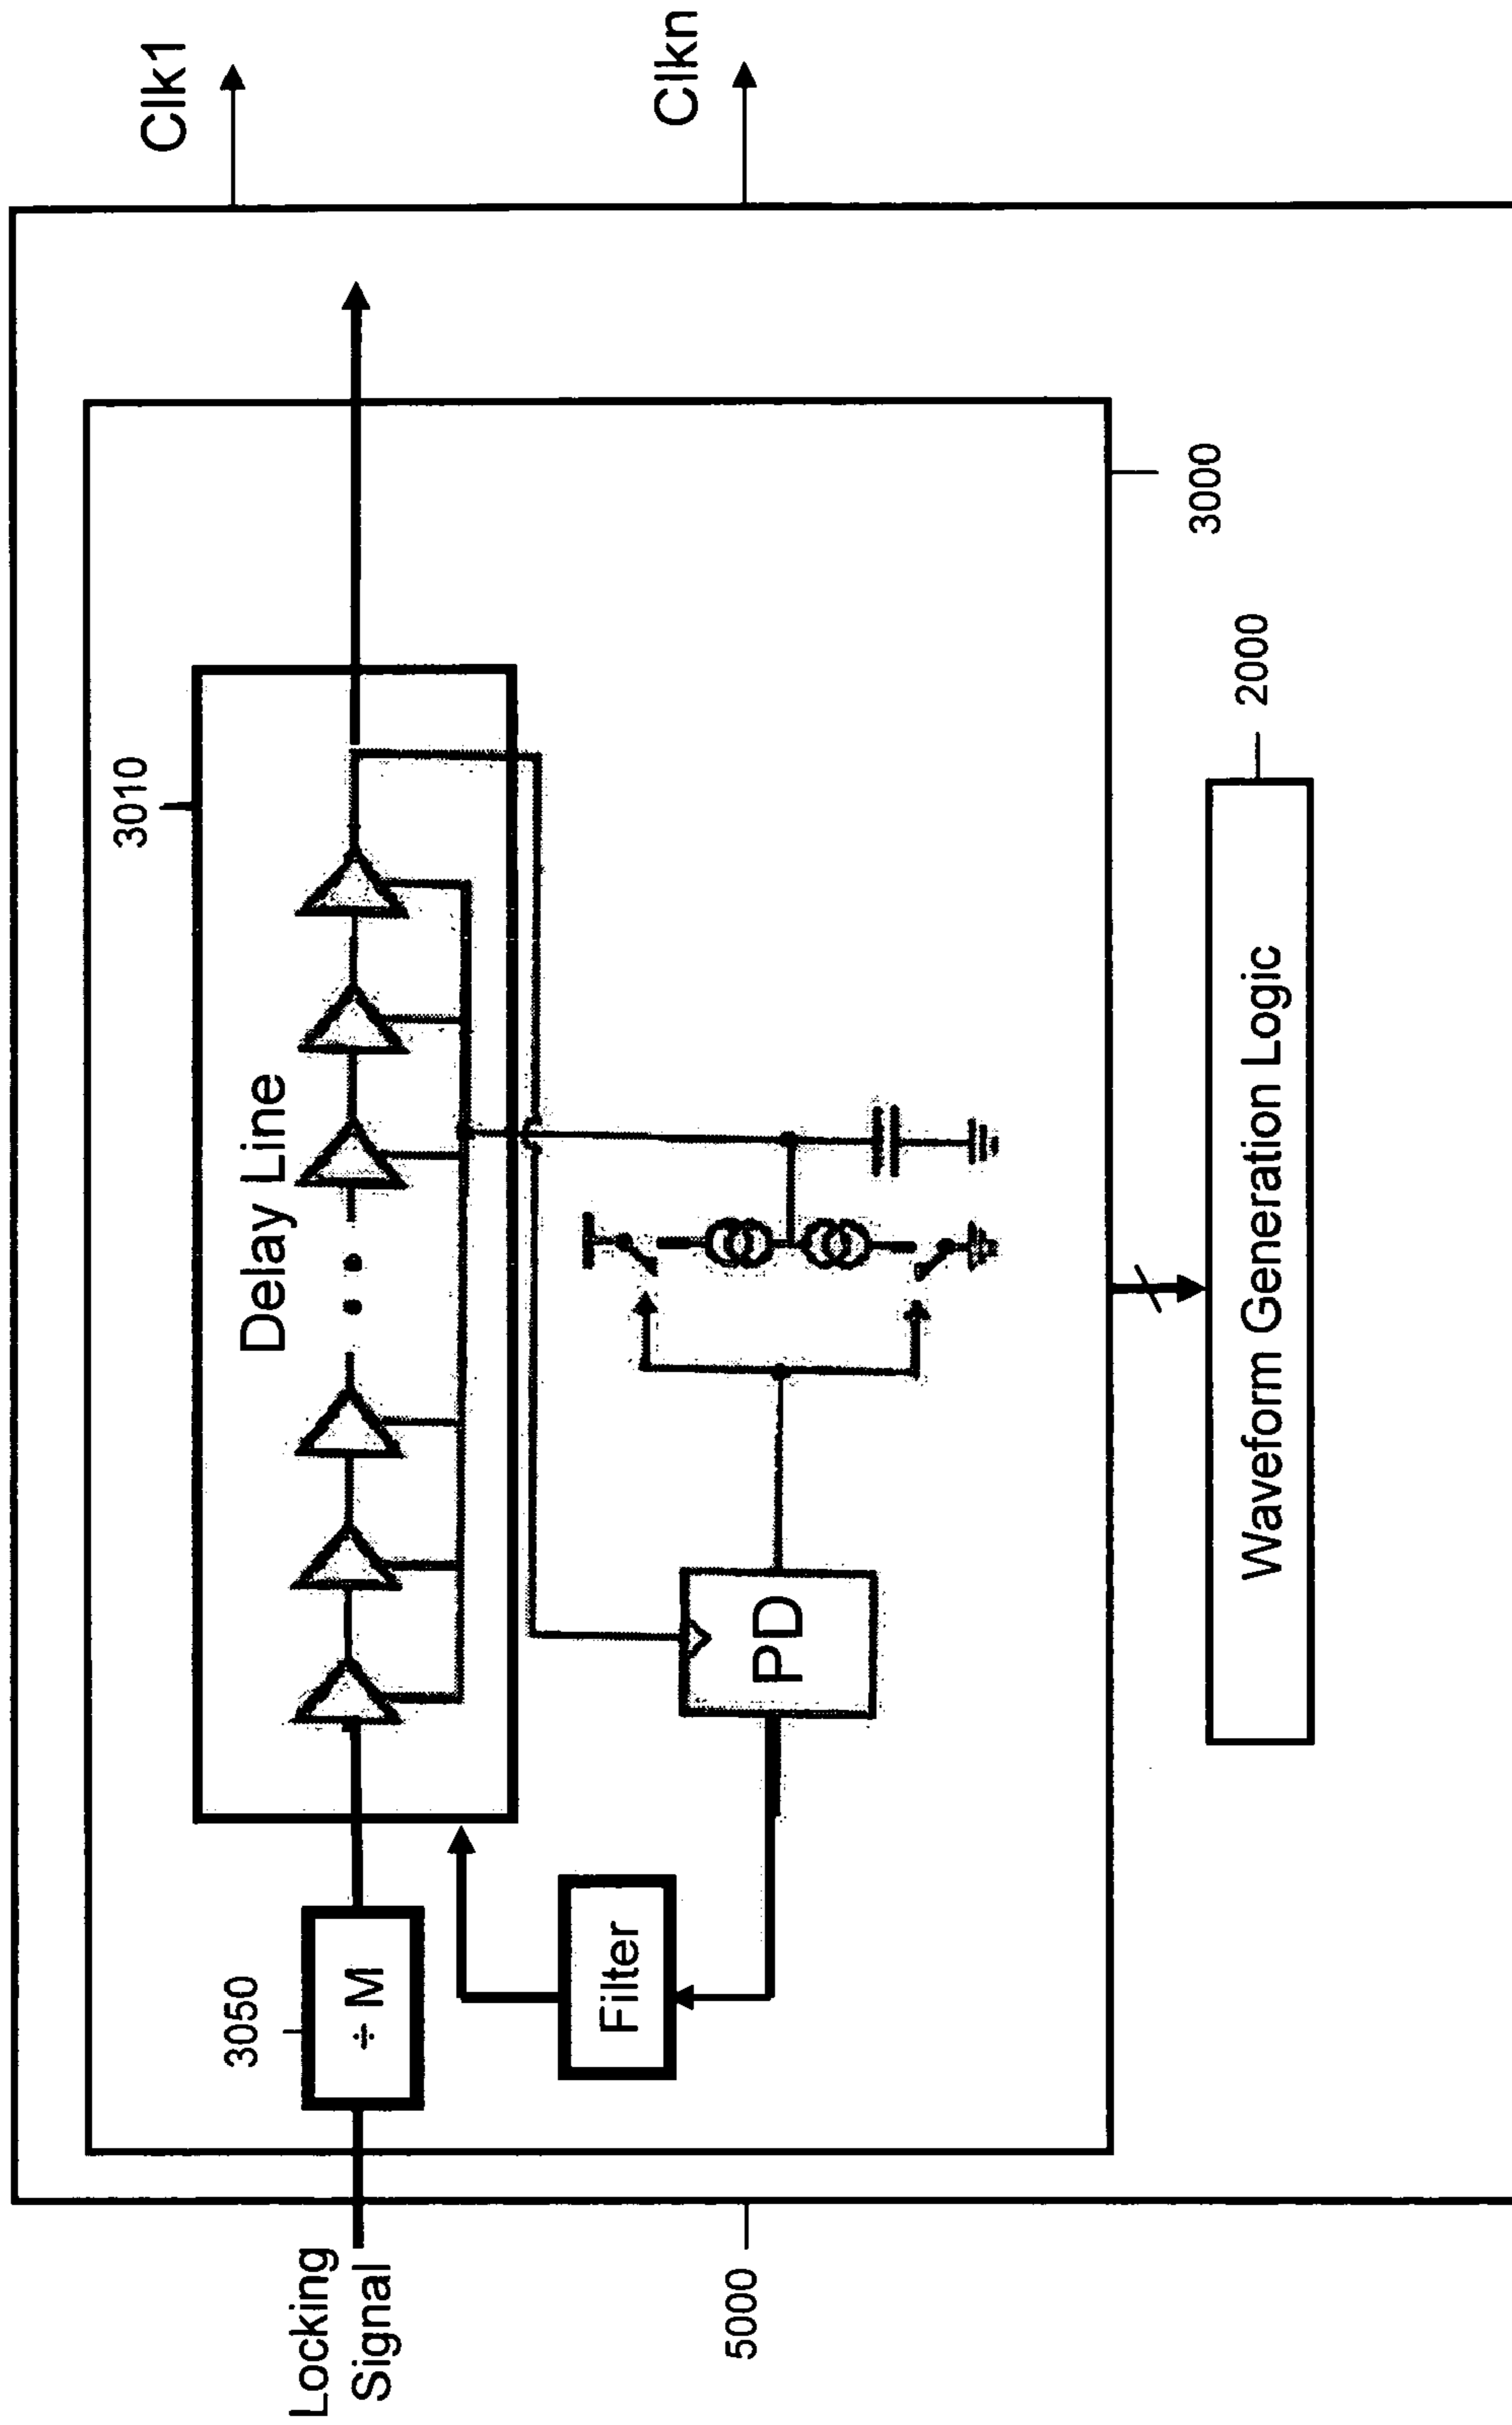 Clk1
Clkn
3010
Delay Line
3050
÷ M
Locking
Signal
Filter
PD
3000
5000
2000
Waveform Generation Logic